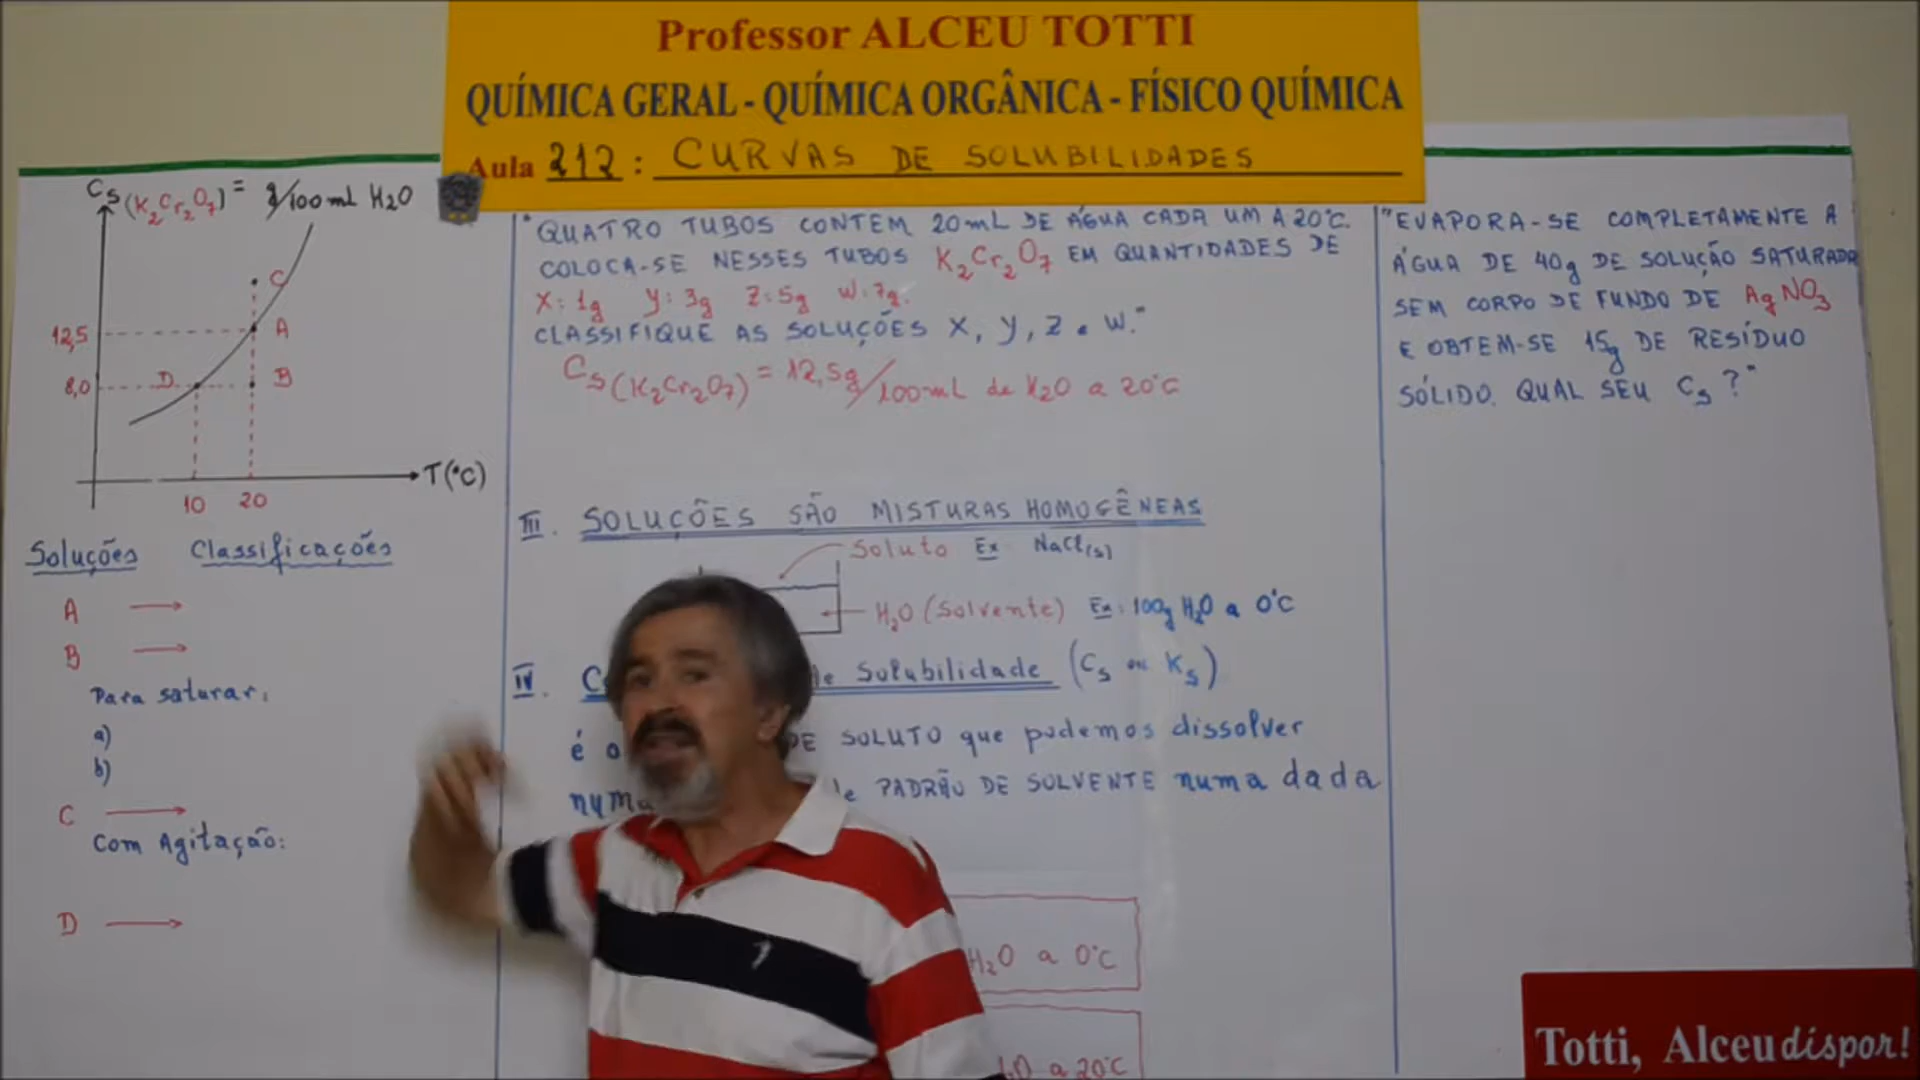 Professor ALCEU TOTTI
QUÍMICA GERAL - QUÍMICA ORGÂNICA - FÍSICO QUÍMICA
Aula 212: CURVAS DE SOLUBILIDADES
Cs(K2Cr2O7) = g/100ml H2O
C
12,5 A
8,0 D B
10 20 T(°C)
Soluções Classificações
A →
B →
Para saturar:
a)
b)
C →
Com Agitação:
D →
"QUATRO TUBOS CONTEM 20mL DE ÁGUA CADA UM A 20°C.
COLOCA-SE NESSES TUBOS K2Cr2O7 EM QUANTIDADES DE
X: 1g Y: 3g Z: 5g W: 7g.
CLASSIFIQUE AS SOLUÇÕES X, Y, Z e W."
Cs(K2Cr2O7) = 12,5g/100mL de H2O a 20°C
III. SOLUÇÕES SÃO MISTURAS HOMOGÊNEAS
Soluto Ex NaCl(s)
H2O (Solvente) Ex: 100g H2O a 0°C
IV. de Solubilidade (Cs ou Ks)
é o DE SOLUTO que podemos dissolver
numa PADRÃO DE SOLVENTE numa dada
H2O a 0°C
a 20°C
"EVAPORA-SE COMPLETAMENTE A
ÁGUA DE 40g DE SOLUÇÃO SATURADA
SEM CORPO DE FUNDO DE AgNO3
E OBTEM-SE 15g DE RESÍDUO
SÓLIDO. QUAL SEU Cs?"
Totti, Alceu dispor!